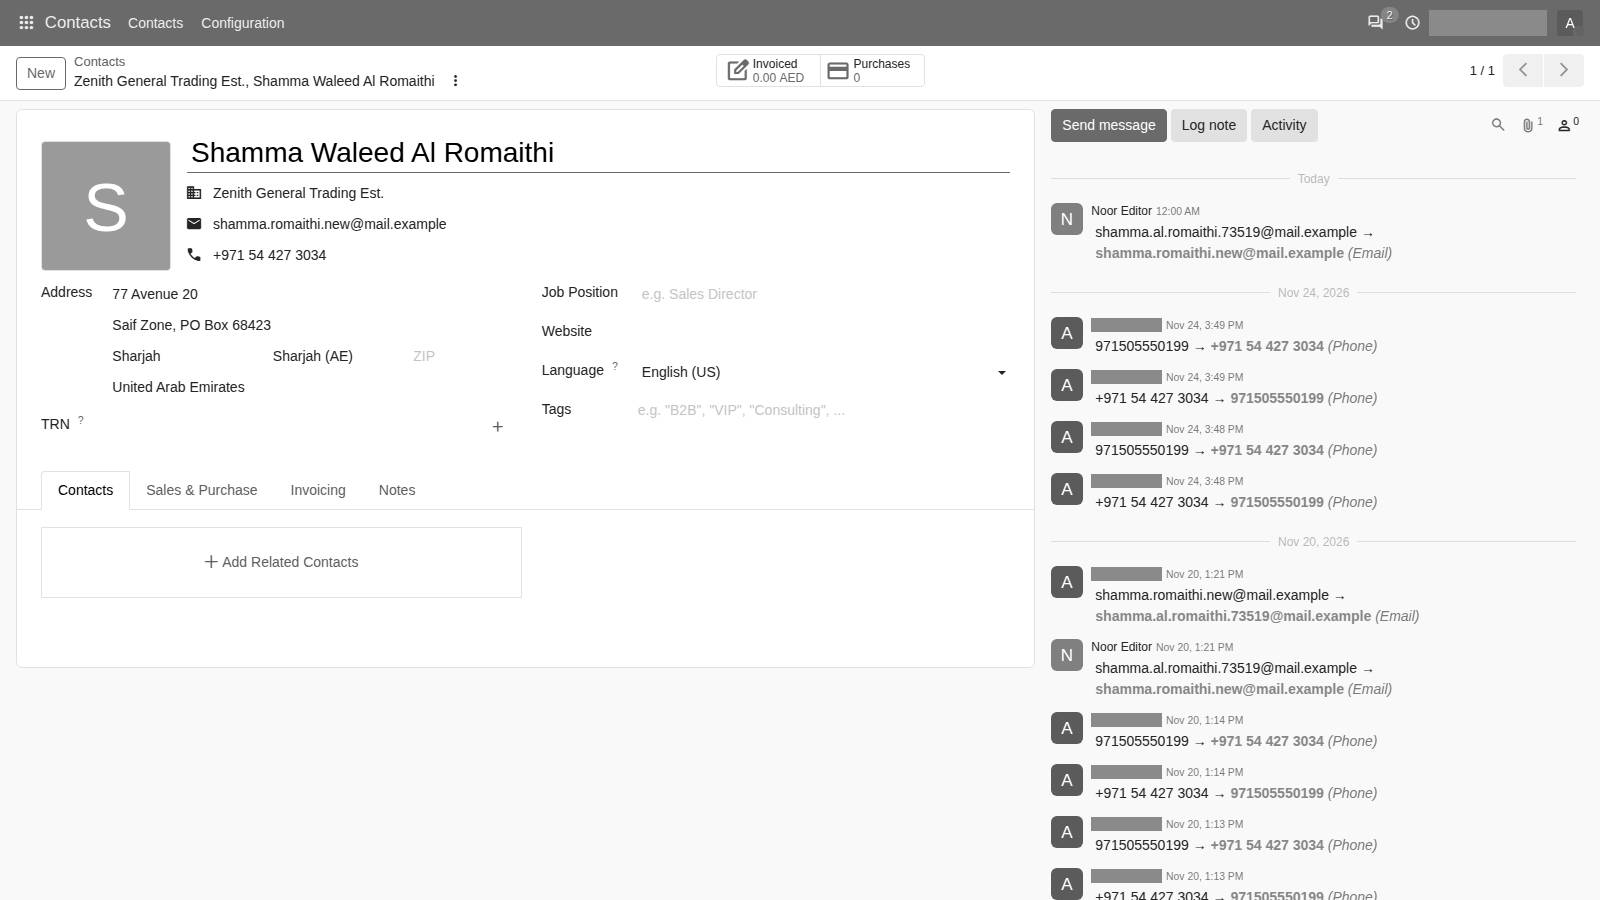 Contacts Contacts Configuration 2 A
New
Contacts
Zenith General Trading Est., Shamma Waleed Al Romaithi
Invoiced
0.00 AED
Purchases
0
1 / 1
S
Shamma Waleed Al Romaithi
Zenith General Trading Est.
shamma.romaithi.new@mail.example
+971 54 427 3034
Address
77 Avenue 20
Saif Zone, PO Box 68423
Sharjah Sharjah (AE) ZIP
United Arab Emirates
TRN ?
Job Position e.g. Sales Director
Website
Language ? English (US)
Tags e.g. "B2B", "VIP", "Consulting", ...
Contacts Sales & Purchase Invoicing Notes
Add Related Contacts
Send message Log note Activity 1 0
Today
N Noor Editor 12:00 AM
shamma.al.romaithi.73519@mail.example →
shamma.romaithi.new@mail.example (Email)
Nov 24, 2026
A Nov 24, 3:49 PM
971505550199 → +971 54 427 3034 (Phone)
A Nov 24, 3:49 PM
+971 54 427 3034 → 971505550199 (Phone)
A Nov 24, 3:48 PM
971505550199 → +971 54 427 3034 (Phone)
A Nov 24, 3:48 PM
+971 54 427 3034 → 971505550199 (Phone)
Nov 20, 2026
A Nov 20, 1:21 PM
shamma.romaithi.new@mail.example →
shamma.al.romaithi.73519@mail.example (Email)
N Noor Editor Nov 20, 1:21 PM
shamma.al.romaithi.73519@mail.example →
shamma.romaithi.new@mail.example (Email)
A Nov 20, 1:14 PM
971505550199 → +971 54 427 3034 (Phone)
A Nov 20, 1:14 PM
+971 54 427 3034 → 971505550199 (Phone)
A Nov 20, 1:13 PM
971505550199 → +971 54 427 3034 (Phone)
A Nov 20, 1:13 PM
+971 54 427 3034 → 971505550199 (Phone)